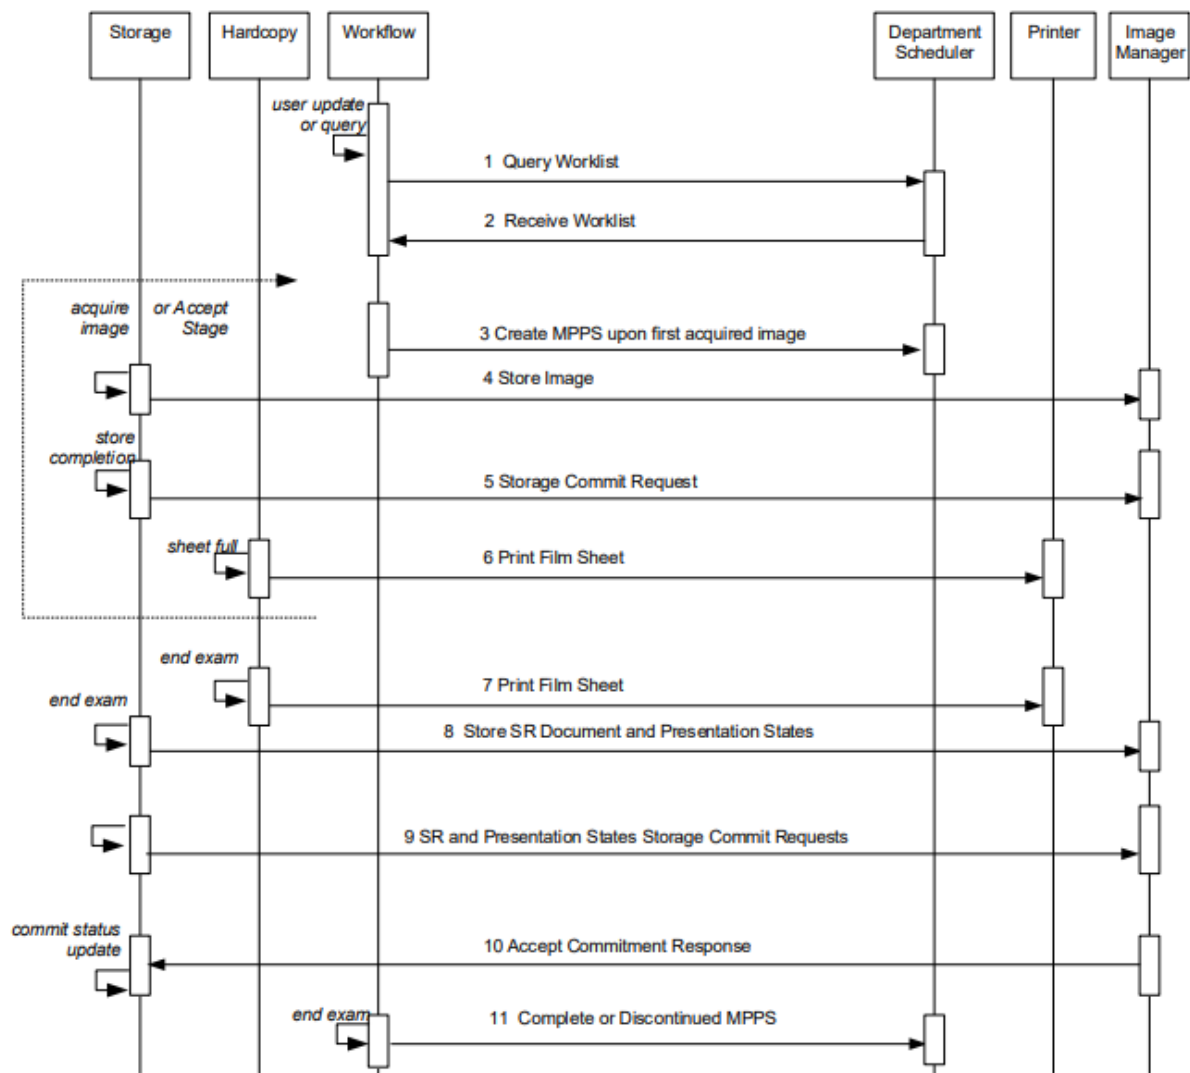 Storage
Hardcopy
Workflow
Department
Scheduler
Printer
Image
Manager
user update
or query
1 Query Worklist
2 Receive Worklist
acquire
image
or Accept
Stage
3 Create MPPS upon first acquired image
4 Store Image
store
completion
5 Storage Commit Request
sheet full
6 Print Film Sheet
end exam
7 Print Film Sheet
end exam
8 Store SR Document and Presentation States
9 SR and Presentation States Storage Commit Requests
commit status
update
10 Accept Commitment Response
end exam
11 Complete or Discontinued MPPS